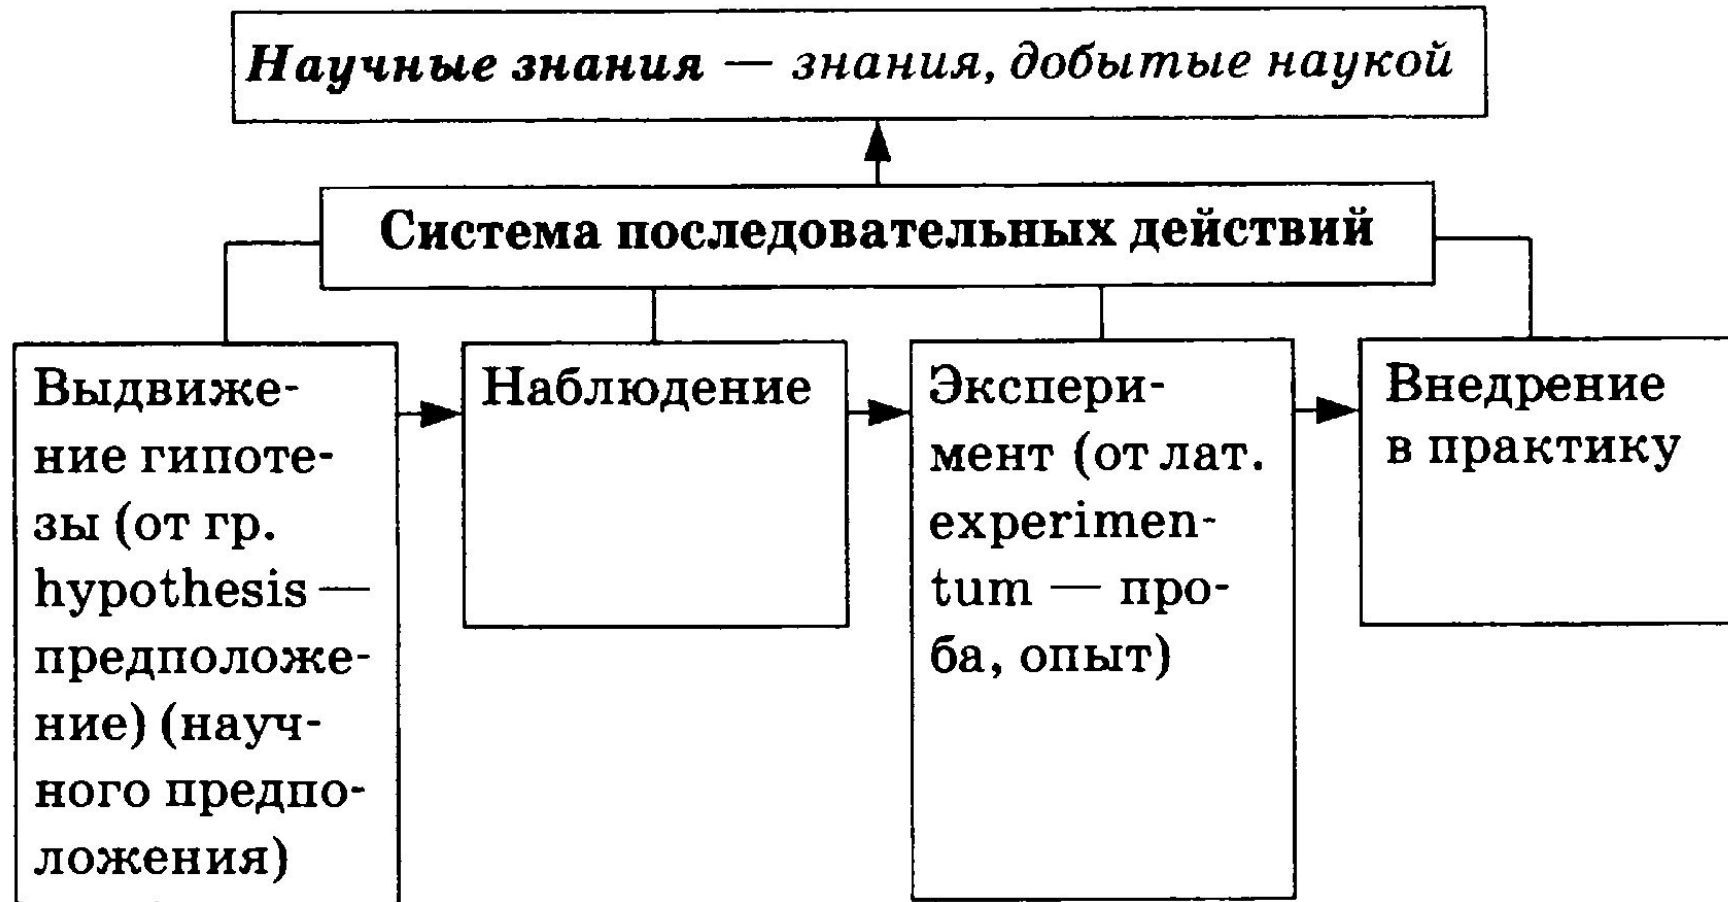 Научные знания — знания, добытые наукой
Система последовательных действий
Выдвиже-
ние гипоте-
зы (от гр.
hypothesis —
предположе-
ние) (науч-
ного предпо-
ложения)
Наблюдение
Экспери-
мент (от лат.
experimen-
tum — про-
ба, опыт)
Внедрение
в практику